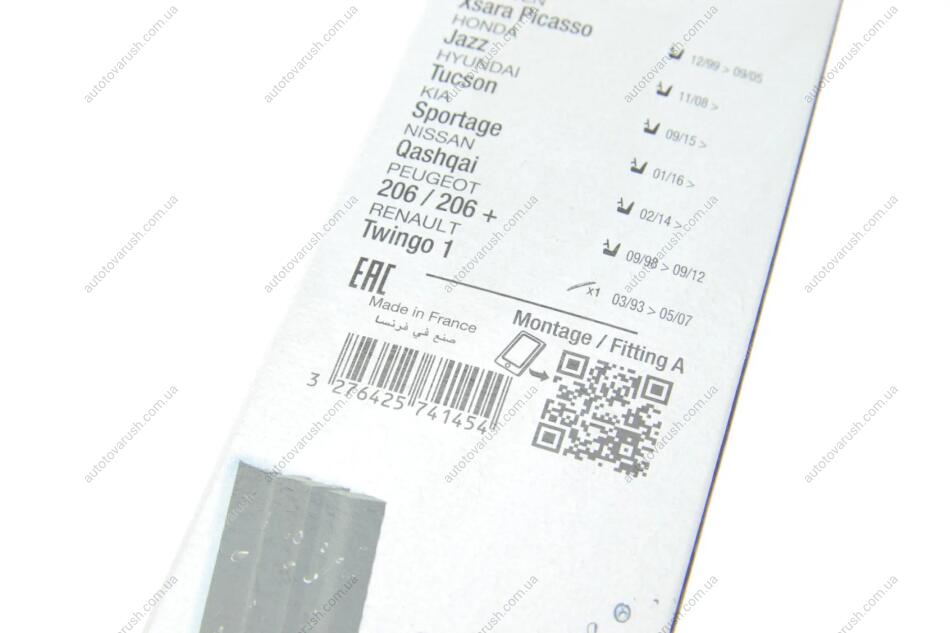 Xsara Picasso
12/99 > 09/05
HONDA
Jazz
11/08 >
HYUNDAI
Tucson
09/15 >
KIA
Sportage
01/16 >
NISSAN
Qashqai
02/14 >
PEUGEOT
206 / 206 +
09/98 > 09/12
RENAULT
Twingo 1
x1 03/93 > 05/07
EAC
Made in France
صنع في فرنسا
Montage / Fitting A
3 276425 741454
autotovarush.com.ua